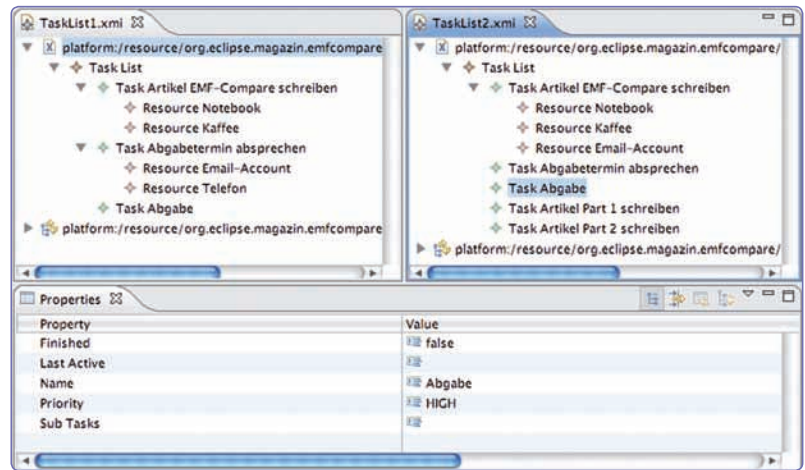 TaskList1.xmi
platform:/resource/org.eclipse.magazin.emfcompare
Task List
Task Artikel EMF-Compare schreiben
Resource Notebook
Resource Kaffee
Task Abgabetermin absprechen
Resource Email-Account
Resource Telefon
Task Abgabe
platform:/resource/org.eclipse.magazin.emfcompare
TaskList2.xmi
platform:/resource/org.eclipse.magazin.emfcompare/
Task List
Task Artikel EMF-Compare schreiben
Resource Notebook
Resource Kaffee
Resource Email-Account
Task Abgabetermin absprechen
Task Abgabe
Task Artikel Part 1 schreiben
Task Artikel Part 2 schreiben
platform:/resource/org.eclipse.magazin.emfcompare/
Properties
Property Value
Finished false
Last Active
Name Abgabe
Priority HIGH
Sub Tasks